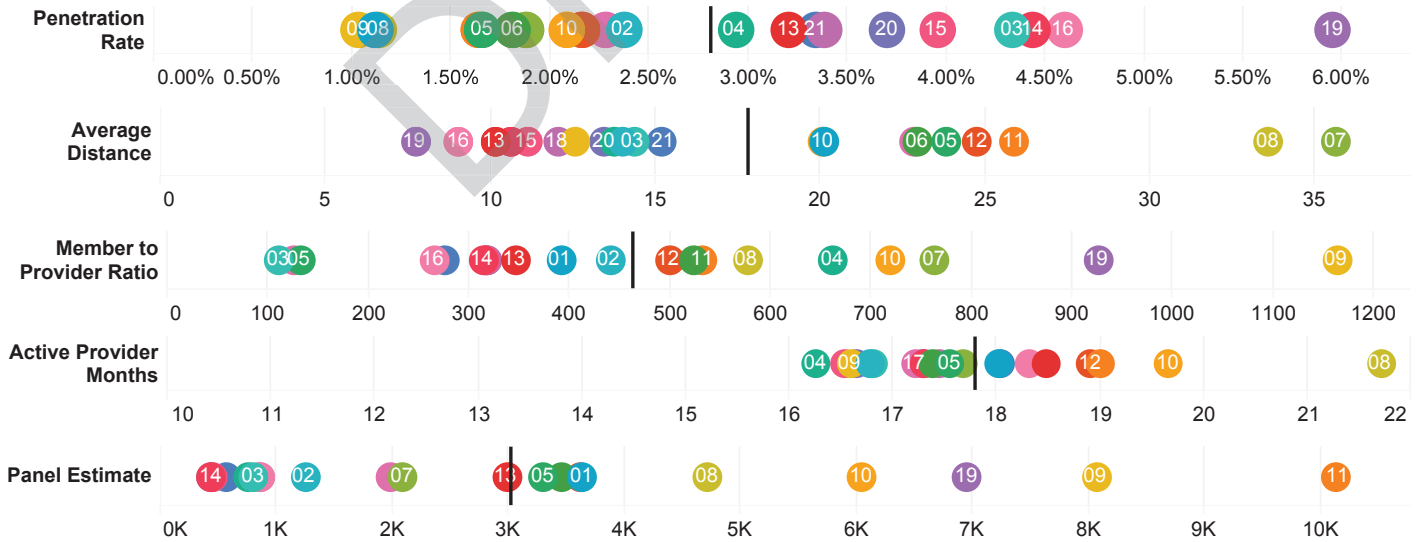 Penetration
Rate
09 08 05 06 10 02 04 13 21 20 15 03 14 16 19
0.00% 0.50% 1.00% 1.50% 2.00% 2.50% 3.00% 3.50% 4.00% 4.50% 5.00% 5.50% 6.00%
Average
Distance
19 16 13 15 18 20 03 21 10 06 05 12 11 08 07
0 5 10 15 20 25 30 35
Member to
Provider Ratio
03 05 16 14 13 01 02 12 11 08 04 10 07 19 09
0 100 200 300 400 500 600 700 800 900 1000 1100 1200
Active Provider
Months
04 09 17 05 12 10 08
10 11 12 13 14 15 16 17 18 19 20 21 22
Panel Estimate
14 03 02 07 13 05 01 08 10 19 09 11
0K 1K 2K 3K 4K 5K 6K 7K 8K 9K 10K